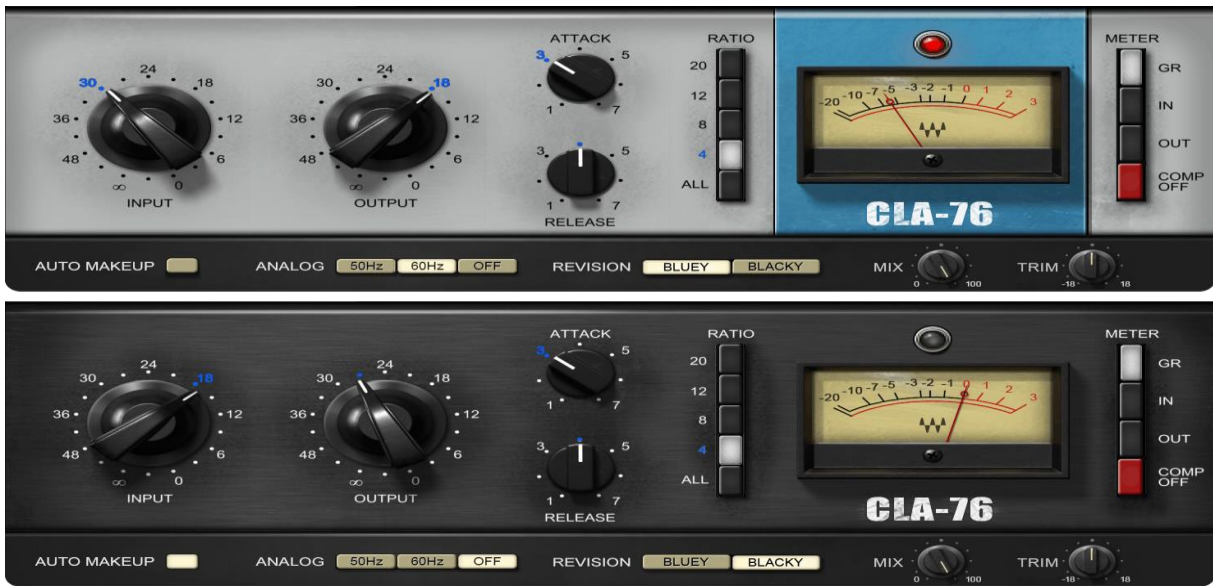 ATTACK RATIO METER
24 3 5 20 GR
30 18 12 -20 -10 -7 -5 -3 -2 -1 0 1 2 3 IN
36 12 36 12 1 7 8 OUT
48 6 48 6 3 5 4 COMP OFF
∞ 0 ∞ 0 1 7 ALL
INPUT OUTPUT RELEASE CLA-76
AUTO MAKEUP ANALOG 50Hz 60Hz OFF REVISION BLUEY BLACKY MIX 0 100 TRIM -18 18
ATTACK RATIO METER
24 24 3 5 20 GR
30 18 30 18 12 -20 -10 -7 -5 -3 -2 -1 0 1 2 3 IN
36 12 36 12 1 7 8 OUT
48 6 48 6 3 5 4 COMP OFF
∞ 0 ∞ 0 1 7 ALL
INPUT OUTPUT RELEASE CLA-76
AUTO MAKEUP ANALOG 50Hz 60Hz OFF REVISION BLUEY BLACKY MIX 0 100 TRIM -18 18